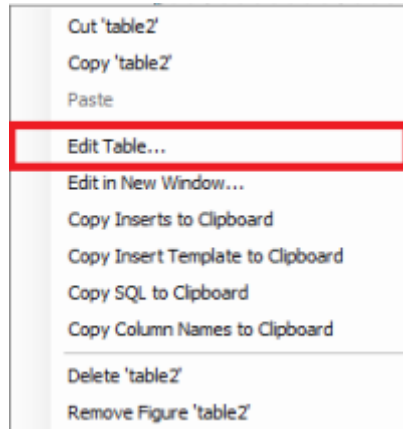 Cut 'table2'
Copy 'table2'
Paste
Edit Table...
Edit in New Window...
Copy Inserts to Clipboard
Copy Insert Template to Clipboard
Copy SQL to Clipboard
Copy Column Names to Clipboard
Delete 'table2'
Remove Figure 'table2'